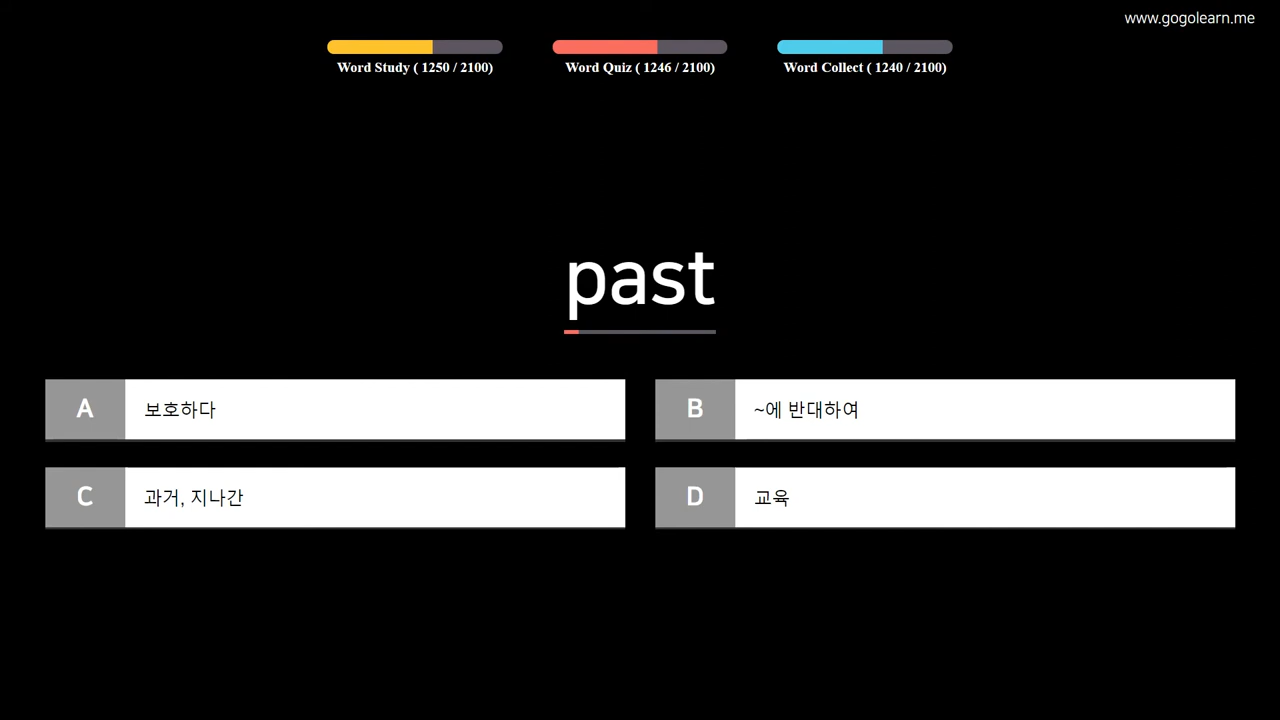 www.gogolearn.me
Word Study ( 1250 / 2100)
Word Quiz ( 1246 / 2100)
Word Collect ( 1240 / 2100)
past
A 보호하다
B ~에 반대하여
C 과거, 지나간
D 교육